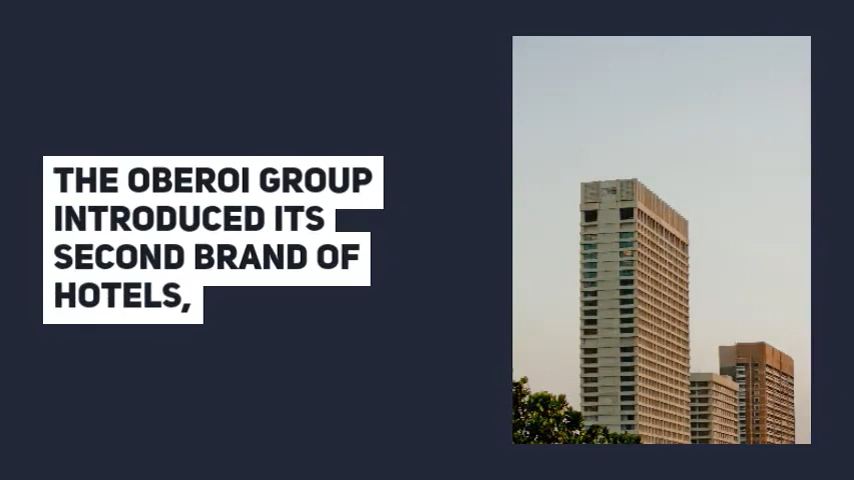 THE OBEROI GROUP
INTRODUCED ITS
SECOND BRAND OF
HOTELS,